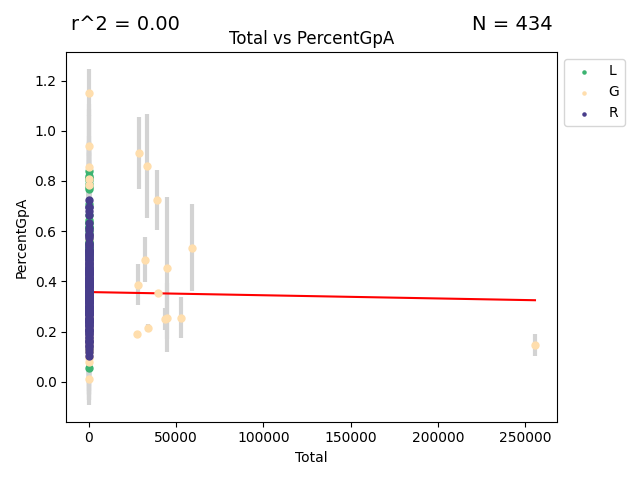 r^2 = 0.00
N = 434
Total vs PercentGpA
L
G
R
PercentGpA
1.2
1.0
0.8
0.6
0.4
0.2
0.0
0
50000
100000
150000
200000
250000
Total